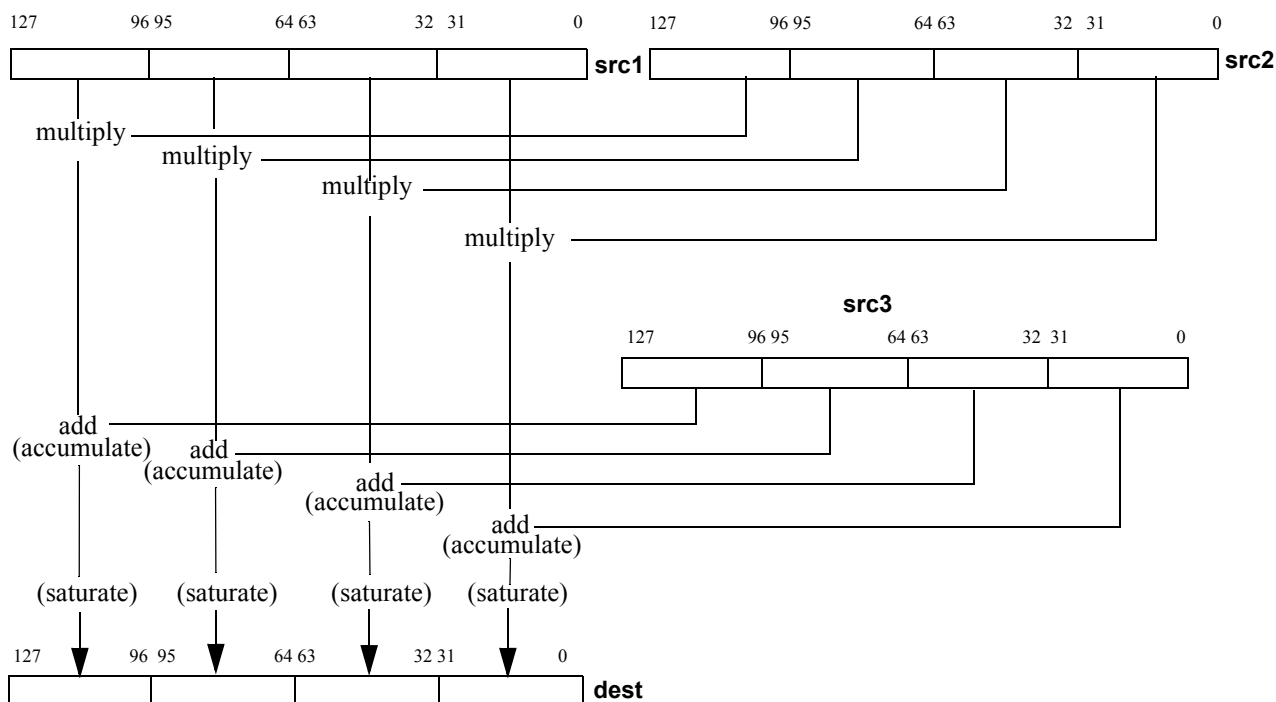 127 96 95 64 63 32 31 0 127 96 95 64 63 32 31 0
src1 src2
multiply
multiply
multiply
multiply
src3
127 96 95 64 63 32 31 0
add
(accumulate)
add
(accumulate)
add
(accumulate)
add
(accumulate)
(saturate) (saturate) (saturate) (saturate)
127 96 95 64 63 32 31 0
dest